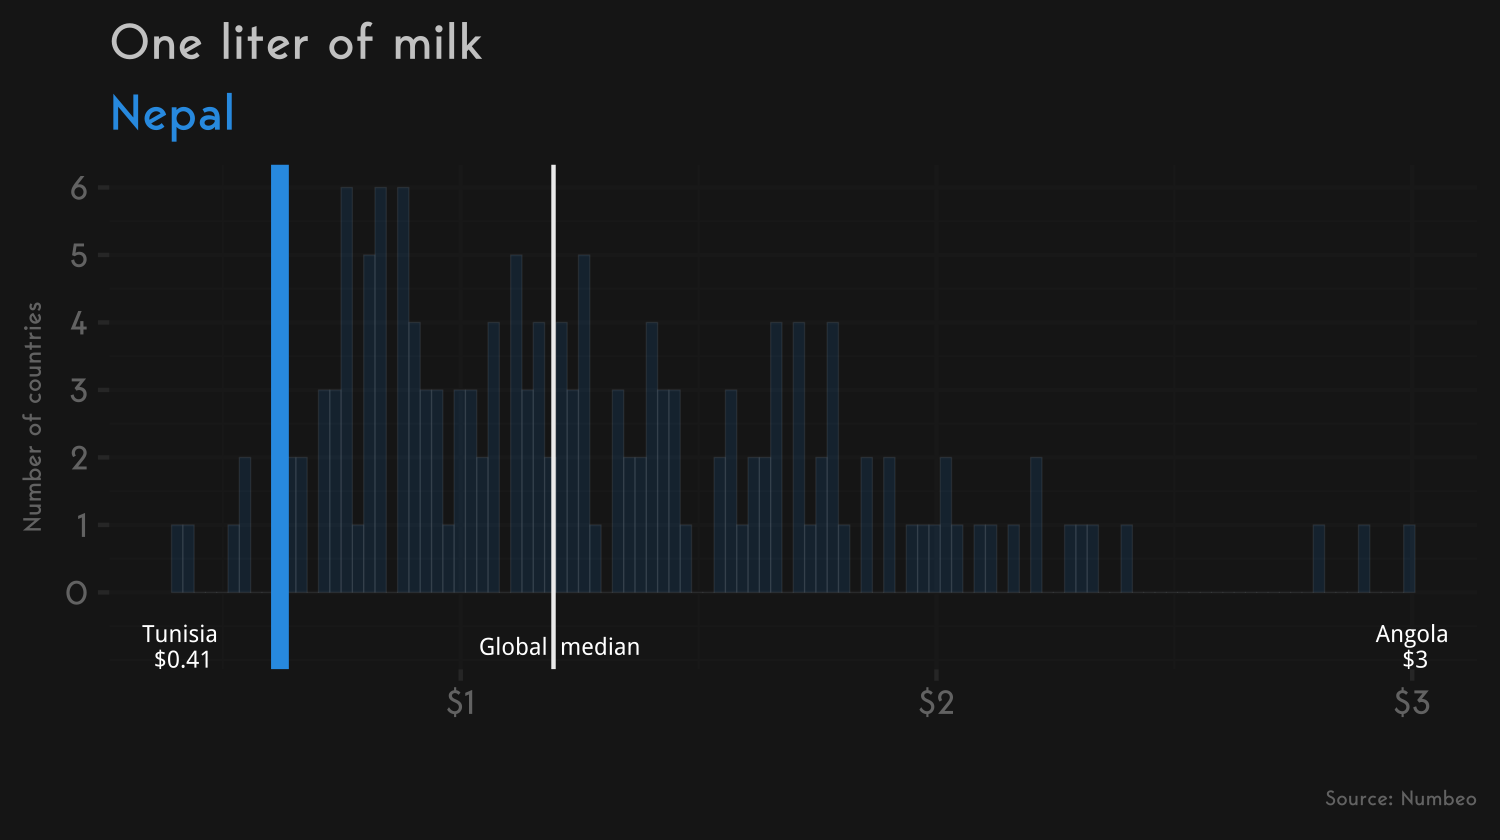 One liter of milk
Nepal
Number of countries
6
5
4
3
2
1
0
Tunisia
$0.41
Global median
Angola
$3
$1
$2
$3
Source: Numbeo